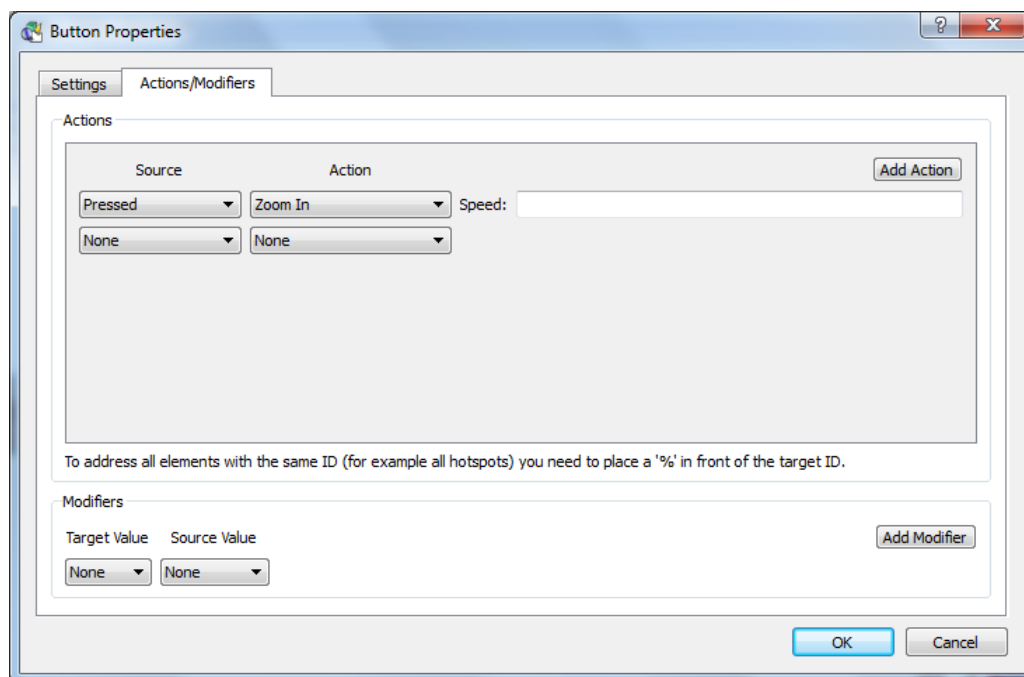 Button Properties
Settings Actions/Modifiers
Actions
Source Action Add Action
Pressed Zoom In Speed:
None None
To address all elements with the same ID (for example all hotspots) you need to place a '%' in front of the target ID.
Modifiers
Target Value Source Value Add Modifier
None None
OK Cancel